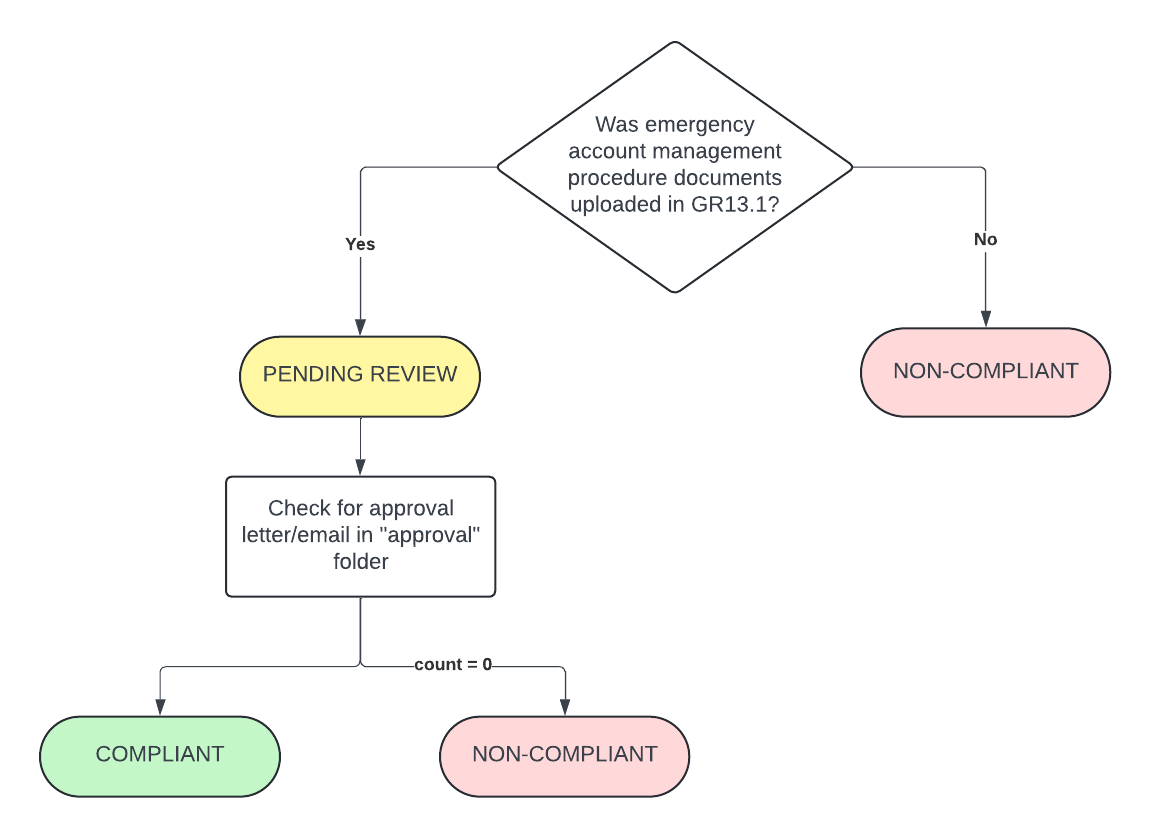 Was emergency
account management
procedure documents
uploaded in GR13.1?
Yes
No
PENDING REVIEW
NON-COMPLIANT
Check for approval
letter/email in "approval"
folder
count = 0
COMPLIANT
NON-COMPLIANT